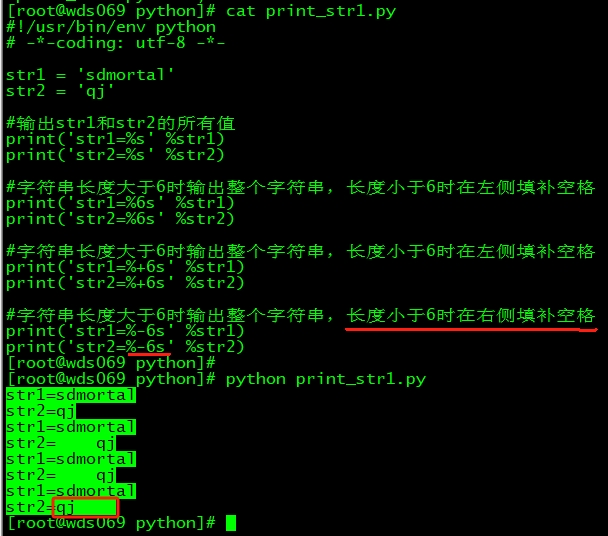 [root@wds069 python]# cat print_str1.py
#!/usr/bin/env python
# -*-coding: utf-8 -*-
str1 = 'sdmortal'
str2 = 'qj'
#输出str1和str2的所有值
print('str1=%s' %str1)
print('str2=%s' %str2)
#字符串长度大于6时输出整个字符串，长度小于6时在左侧填补空格
print('str1=%6s' %str1)
print('str2=%6s' %str2)
#字符串长度大于6时输出整个字符串，长度小于6时在左侧填补空格
print('str1=%+6s' %str1)
print('str2=%+6s' %str2)
#字符串长度大于6时输出整个字符串，长度小于6时在右侧填补空格
print('str1=%-6s' %str1)
print('str2=%-6s' %str2)
[root@wds069 python]#
[root@wds069 python]# python print_str1.py
str1=sdmortal
str2=qj
str1=sdmortal
str2=    qj
str1=sdmortal
str2=    qj
str1=sdmortal
str2=qj
[root@wds069 python]#